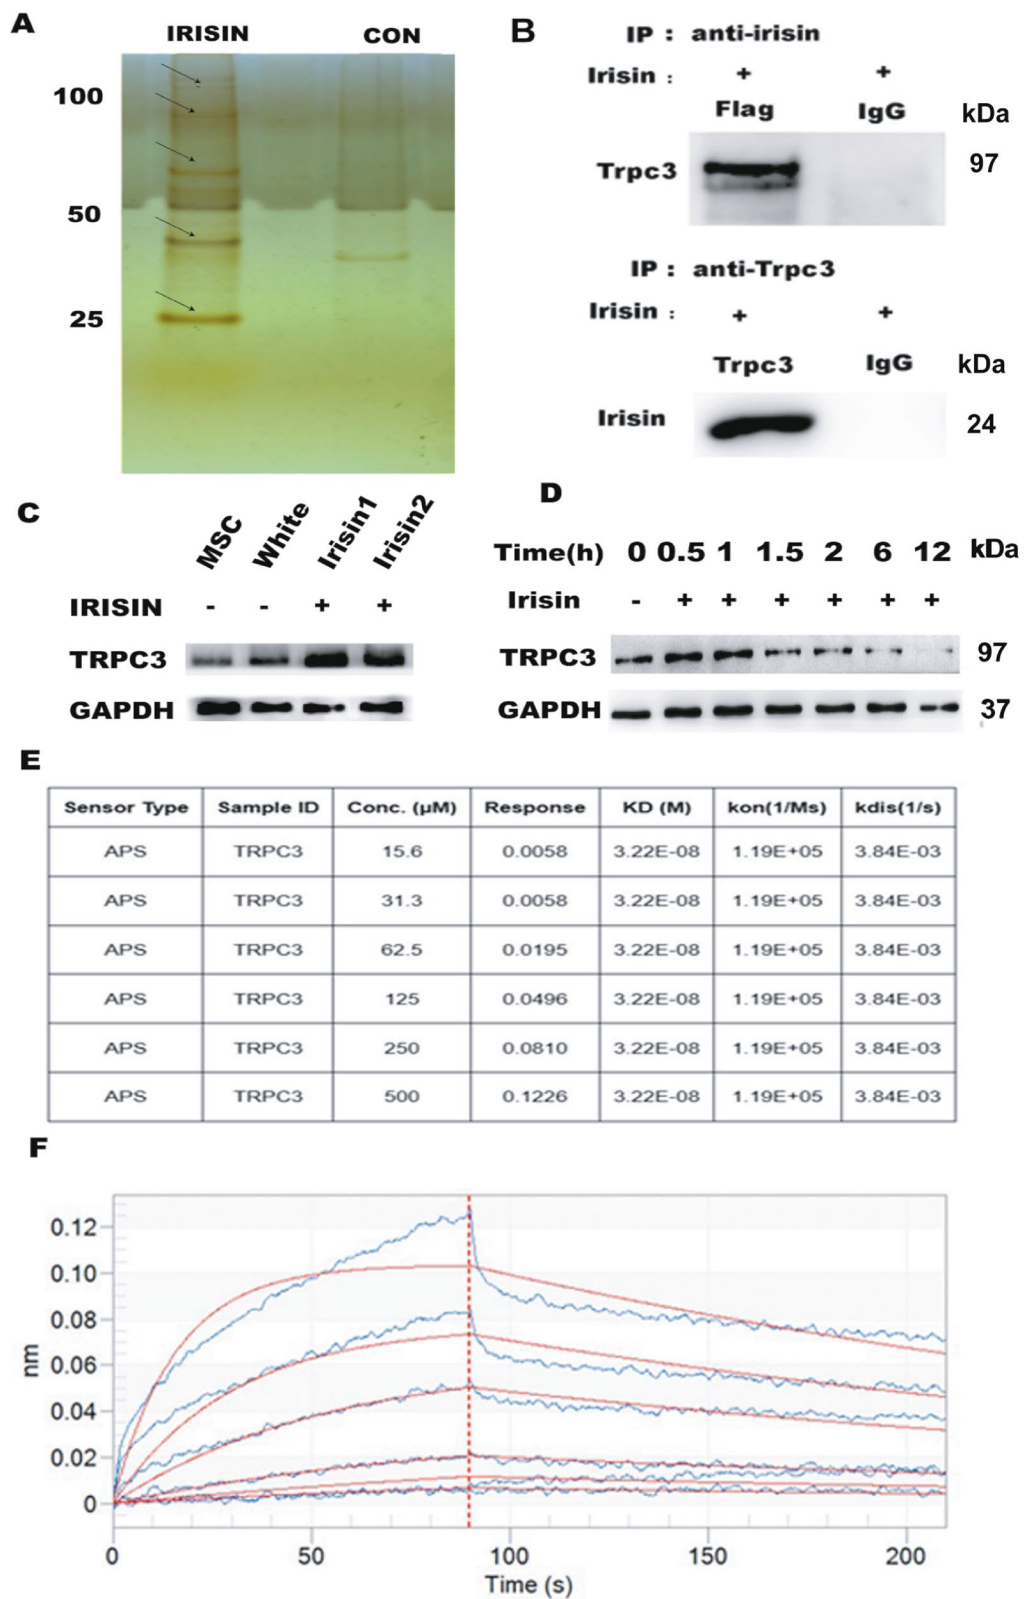 A
IRISIN CON
100
50
25
B
IP : anti-irisin
Irisin : + +
Flag IgG kDa
Trpc3 97
IP : anti-Trpc3
Irisin : + +
Trpc3 IgG kDa
Irisin 24
C
MSC White Irisin1 Irisin2
IRISIN - - + +
TRPC3
GAPDH
D
Time(h) 0 0.5 1 1.5 2 6 12 kDa
Irisin - + + + + + +
TRPC3 97
GAPDH 37
E
Sensor Type Sample ID Conc. (µM) Response KD (M) kon(1/Ms) kdis(1/s)
APS TRPC3 15.6 0.0058 3.22E-08 1.19E+05 3.84E-03
APS TRPC3 31.3 0.0058 3.22E-08 1.19E+05 3.84E-03
APS TRPC3 62.5 0.0195 3.22E-08 1.19E+05 3.84E-03
APS TRPC3 125 0.0496 3.22E-08 1.19E+05 3.84E-03
APS TRPC3 250 0.0810 3.22E-08 1.19E+05 3.84E-03
APS TRPC3 500 0.1226 3.22E-08 1.19E+05 3.84E-03
F
nm
0.12
0.10
0.08
0.06
0.04
0.02
0
0 50 100 150 200
Time (s)